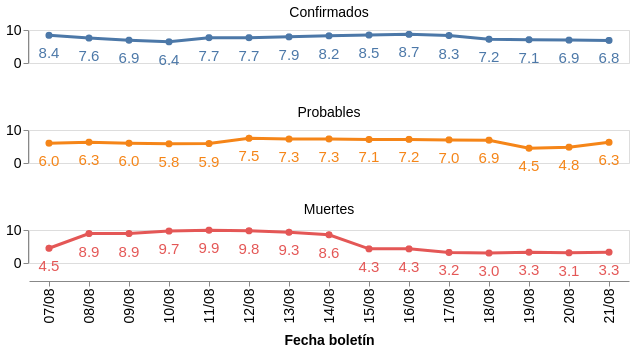 Confirmados
10
0
8.4 7.6 6.9 6.4 7.7 7.7 7.9 8.2 8.5 8.7 8.3 7.2 7.1 6.9 6.8
Probables
10
0
6.0 6.3 6.0 5.8 5.9 7.5 7.3 7.3 7.1 7.2 7.0 6.9 4.5 4.8 6.3
Muertes
10
0
4.5 8.9 8.9 9.7 9.9 9.8 9.3 8.6 4.3 4.3 3.2 3.0 3.3 3.1 3.3
07/08 08/08 09/08 10/08 11/08 12/08 13/08 14/08 15/08 16/08 17/08 18/08 19/08 20/08 21/08
Fecha boletín